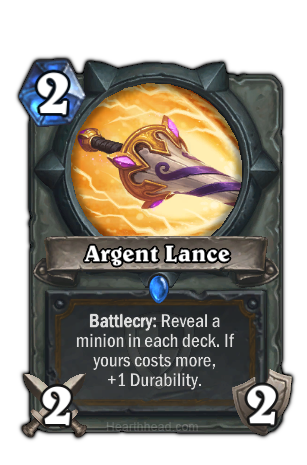 2
Argent Lance
Battlecry: Reveal a
minion in each deck. If
yours costs more,
+1 Durability.
2
2
Hearthhead.com